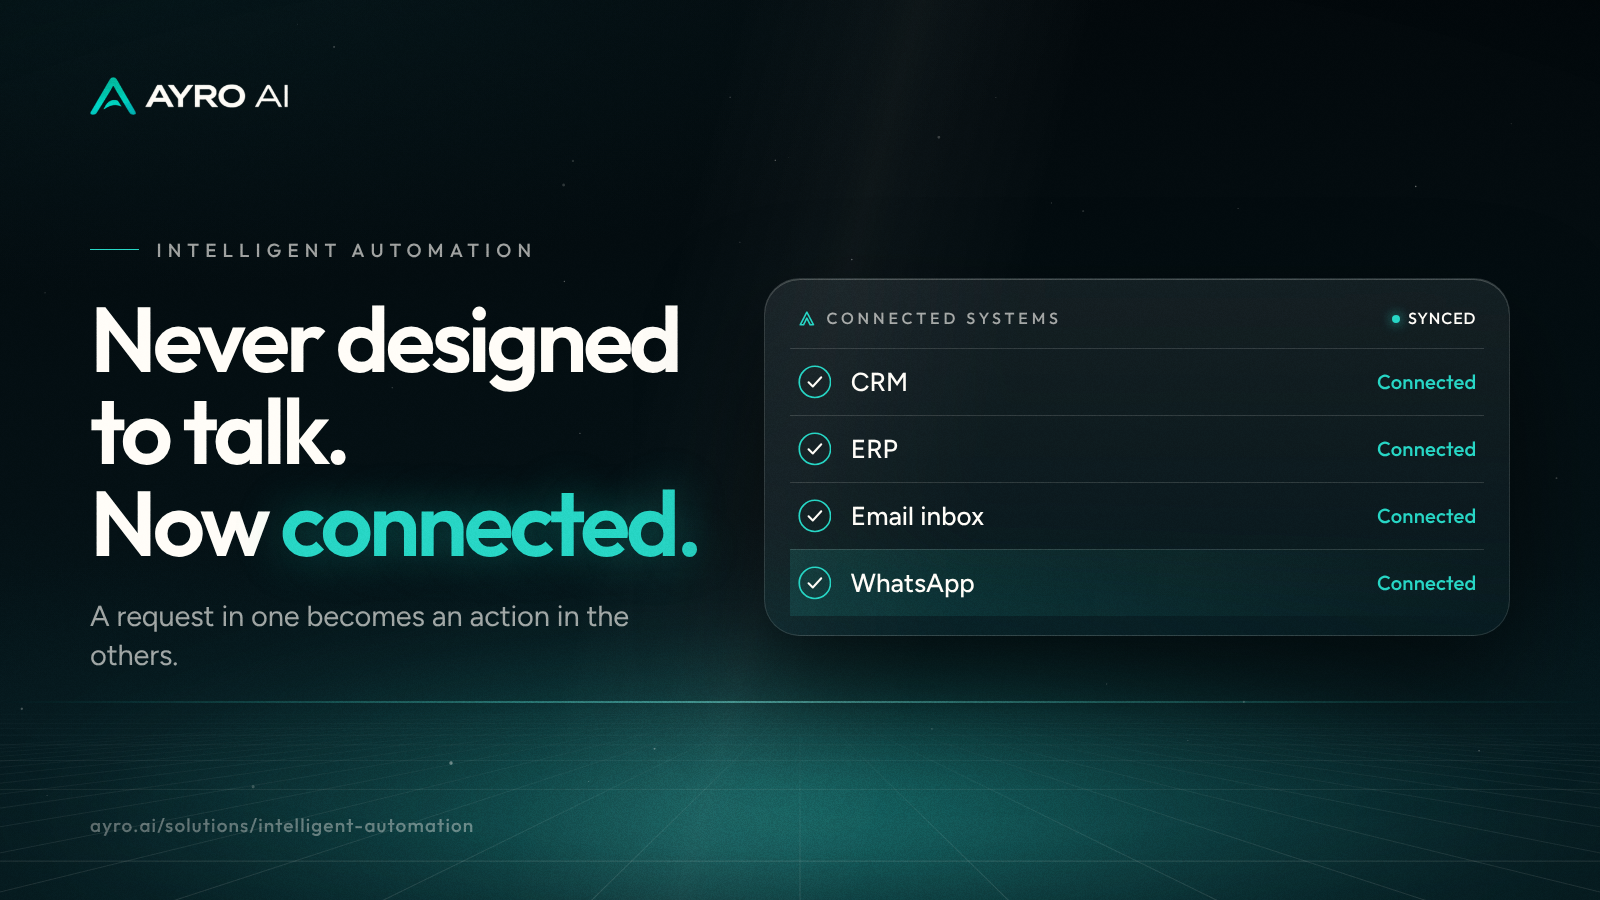 AYRO AI
INTELLIGENT AUTOMATION
Never designed
to talk.
Now connected.
A request in one becomes an action in the
others.
CONNECTED SYSTEMS
SYNCED
CRM
Connected
ERP
Connected
Email inbox
Connected
WhatsApp
Connected
ayro.ai/solutions/intelligent-automation